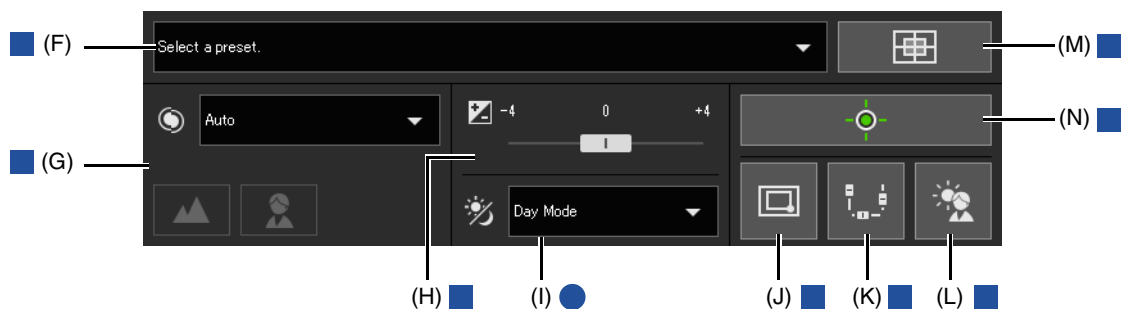 (F)
Select a preset.
(M)
Auto
-4 0 +4
(N)
(G)
Day Mode
(H) (I) (J) (K) (L)